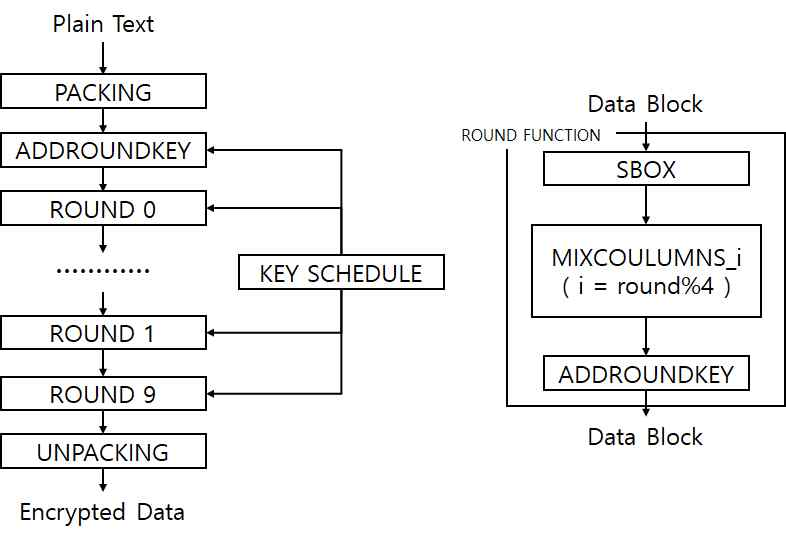 Plain Text
PACKING
ADDROUNDKEY
ROUND 0
............
KEY SCHEDULE
ROUND 1
ROUND 9
UNPACKING
Encrypted Data
Data Block
ROUND FUNCTION
SBOX
MIXCOULUMNS_i
( i = round%4 )
ADDROUNDKEY
Data Block